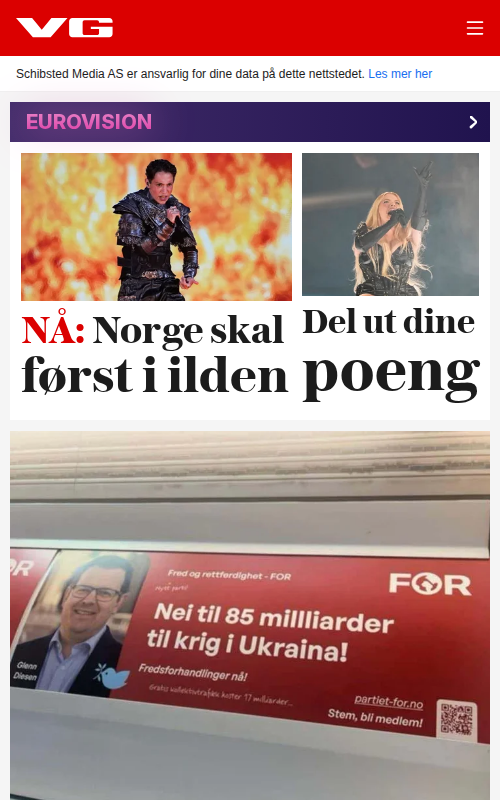 VG
Schibsted Media AS er ansvarlig for dine data på dette nettstedet. Les mer her
EUROVISION
NÅ: Norge skal
først i ilden
Del ut dine
poeng
OR
Fred og rettferdighet - FOR
nytt parti!
FOR
Nei til 85 millliarder
til krig i Ukraina!
Fredsforhandlinger nå!
Gratis kollektivtrafikk koster 17 milliarder...
Glenn
Diesen
partiet-for.no
Stem, bli medlem!